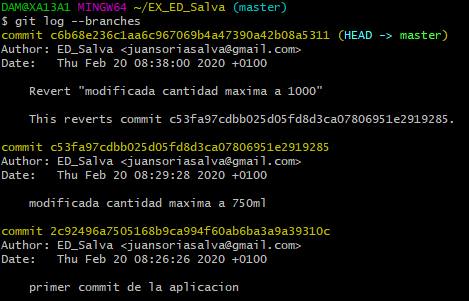 DAM@XA13A1 MINGW64 ~/EX_ED_Salva (master)
$ git log --branches
commit c6b68e236c1aa6c967069b4a47390a42b08a5311 (HEAD -> master)
Author: ED_Salva <juansoriasalva@gmail.com>
Date:   Thu Feb 20 08:38:00 2020 +0100
Revert "modificada cantidad maxima a 1000"
This reverts commit c53fa97cdbb025d05fd8d3ca07806951e2919285.
commit c53fa97cdbb025d05fd8d3ca07806951e2919285
Author: ED_Salva <juansoriasalva@gmail.com>
Date:   Thu Feb 20 08:29:28 2020 +0100
modificada cantidad maxima a 750ml
commit 2c92496a7505168b9ca994f60ab6ba3a9a39310c
Author: ED_Salva <juansoriasalva@gmail.com>
Date:   Thu Feb 20 08:26:26 2020 +0100
primer commit de la aplicacion